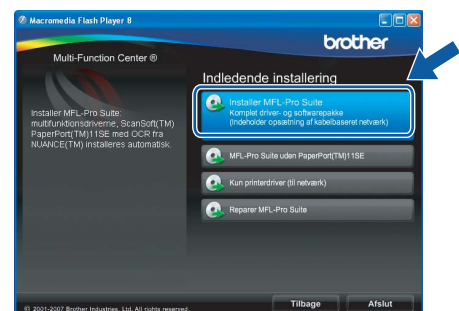 Macromedia Flash Player 8
brother
Multi-Function Center ®
Indledende installering
Installer MFL-Pro Suite:
multifunktionsdriverne, ScanSoft(TM)
PaperPort(TM)11SE med OCR fra
NUANCE(TM) installeres automatisk.
Installer MFL-Pro Suite
Komplet driver- og softwarepakke
(Indeholder opsætning af kabelbaseret netværk)
MFL-Pro Suite uden PaperPort(TM)11SE
Kun printerdriver (til netværk)
Reparer MFL-Pro Suite
© 2001-2007 Brother Industries, Ltd. All rights reserved.
Tilbage
Afslut